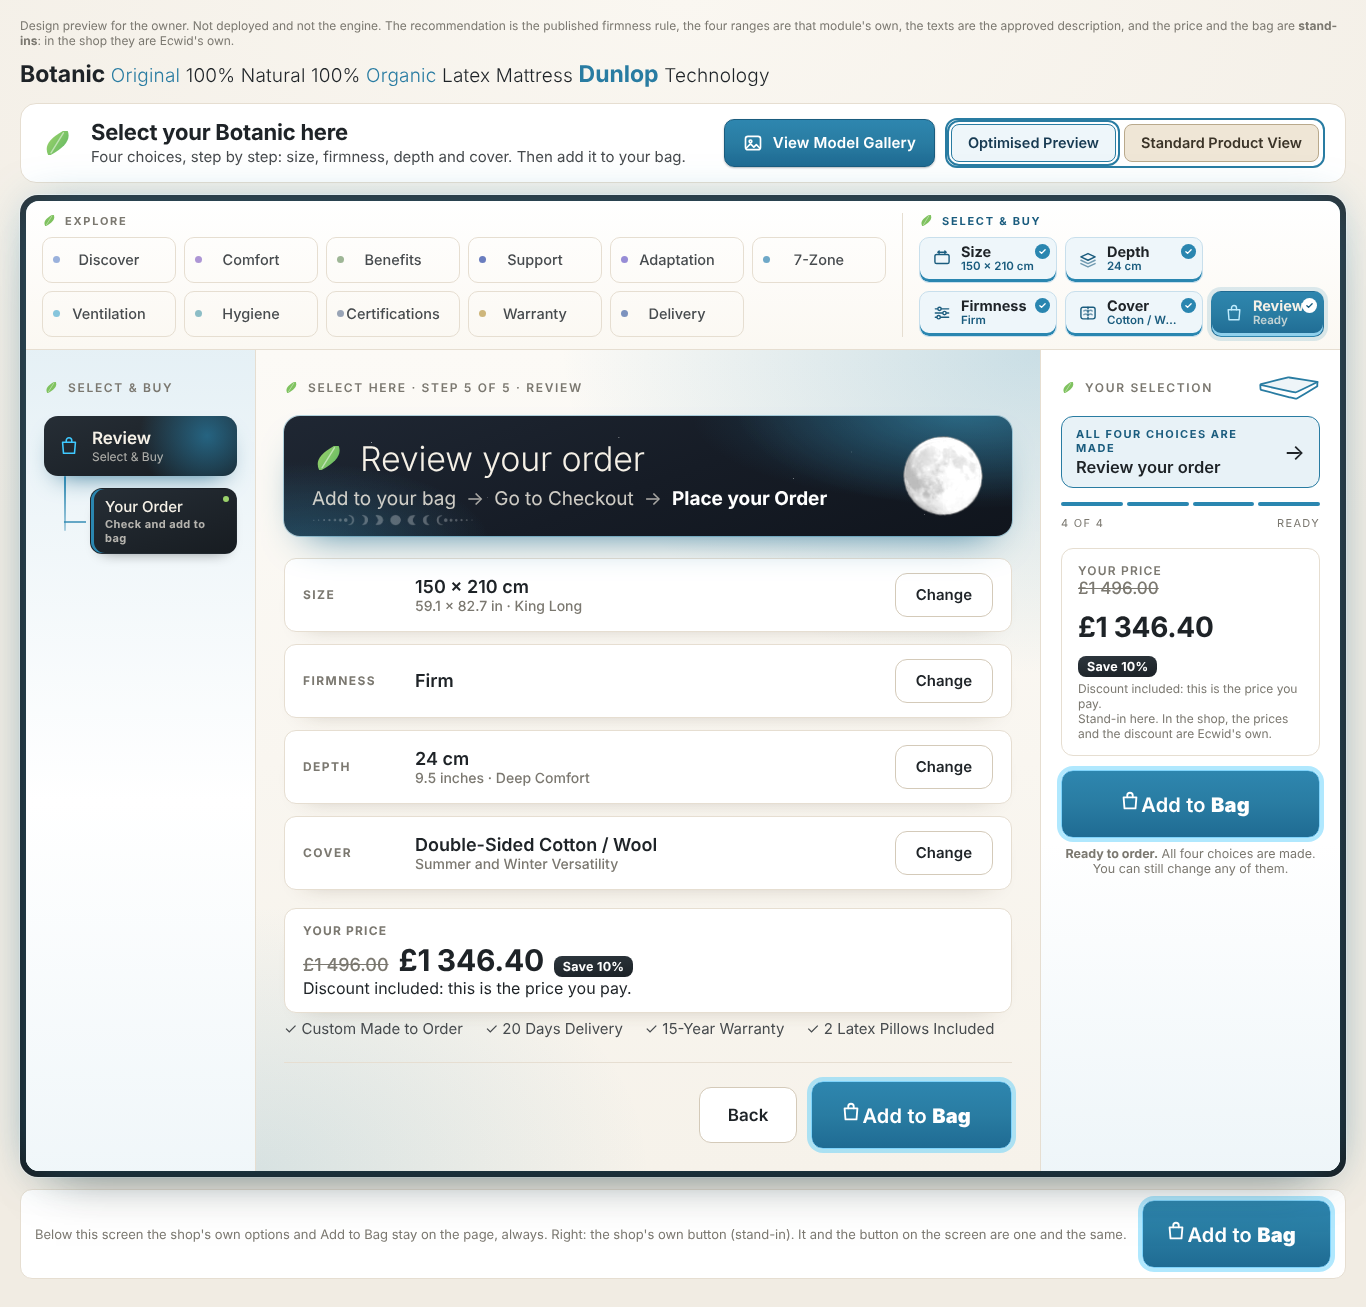 Design preview for the owner. Not deployed and not the engine. The recommendation is the published firmness rule, the four ranges are that module's own, the texts are the approved description, and the price and the bag are stand-
ins: in the shop they are Ecwid's own.
Botanic Original 100% Natural 100% Organic Latex Mattress Dunlop Technology
Select your Botanic here
Four choices, step by step: size, firmness, depth and cover. Then add it to your bag.
View Model Gallery
Optimised Preview
Standard Product View
EXPLORE
Discover
Comfort
Benefits
Support
Adaptation
7-Zone
Ventilation
Hygiene
Certifications
Warranty
Delivery
SELECT & BUY
Size
150 × 210 cm
Depth
24 cm
Firmness
Firm
Cover
Cotton / W...
Review
Ready
SELECT & BUY
Review
Select & Buy
Your Order
Check and add to
bag
SELECT HERE · STEP 5 OF 5 · REVIEW
Review your order
Add to your bag → Go to Checkout → Place your Order
SIZE
150 × 210 cm
59.1 × 82.7 in · King Long
Change
FIRMNESS
Firm
Change
DEPTH
24 cm
9.5 inches · Deep Comfort
Change
COVER
Double-Sided Cotton / Wool
Summer and Winter Versatility
Change
YOUR PRICE
£1 496.00 £1 346.40 Save 10%
Discount included: this is the price you pay.
✓ Custom Made to Order ✓ 20 Days Delivery ✓ 15-Year Warranty ✓ 2 Latex Pillows Included
Back
Add to Bag
YOUR SELECTION
ALL FOUR CHOICES ARE
MADE
Review your order →
4 OF 4
READY
YOUR PRICE
£1 496.00
£1 346.40
Save 10%
Discount included: this is the price you
pay.
Stand-in here. In the shop, the prices
and the discount are Ecwid's own.
Add to Bag
Ready to order. All four choices are made.
You can still change any of them.
Below this screen the shop's own options and Add to Bag stay on the page, always. Right: the shop's own button (stand-in). It and the button on the screen are one and the same.
Add to Bag